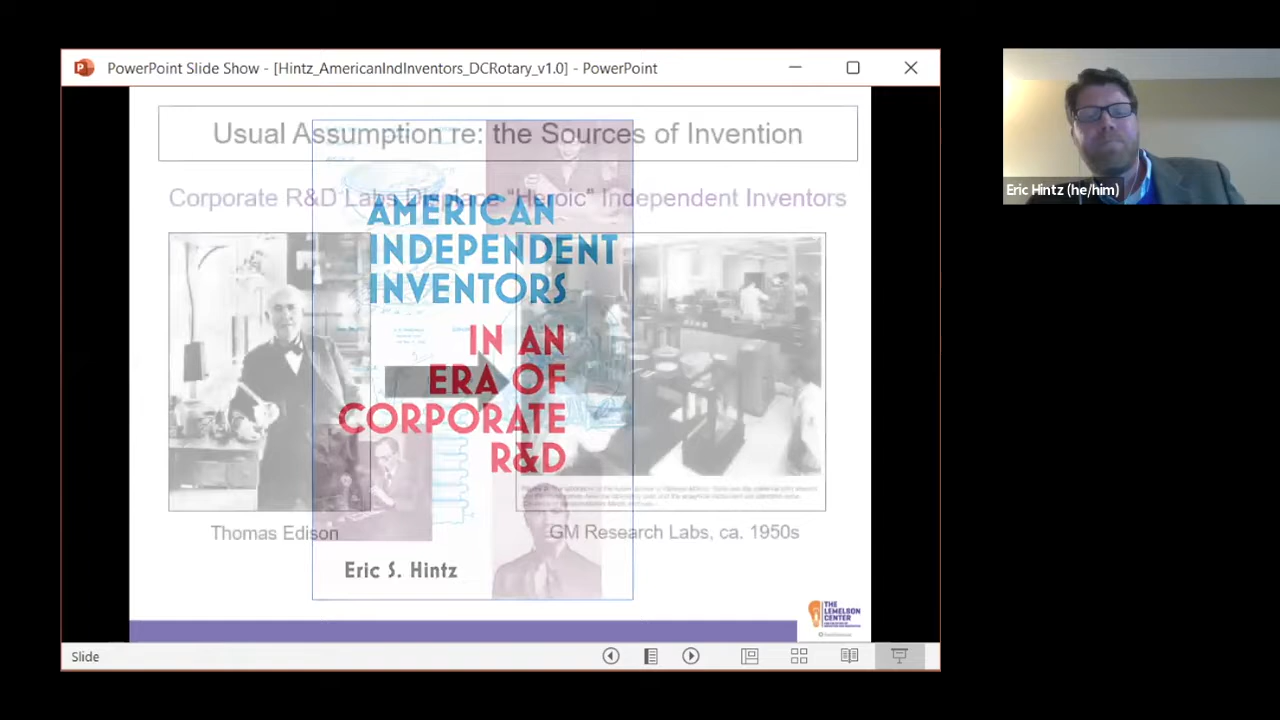 PowerPoint Slide Show - [Hintz_AmericanIndInventors_DCRotary_v1.0] - PowerPoint
Usual Assumption re: the Sources of Invention
Corporate R&D Labs Displace "Heroic" Independent Inventors
AMERICAN
INDEPENDENT
INVENTORS
IN AN
ERA OF
CORPORATE
R&D
Thomas Edison
GM Research Labs, ca. 1950s
Eric S. Hintz
THE
LEMELSON
CENTER
Slide
Eric Hintz (he/him)